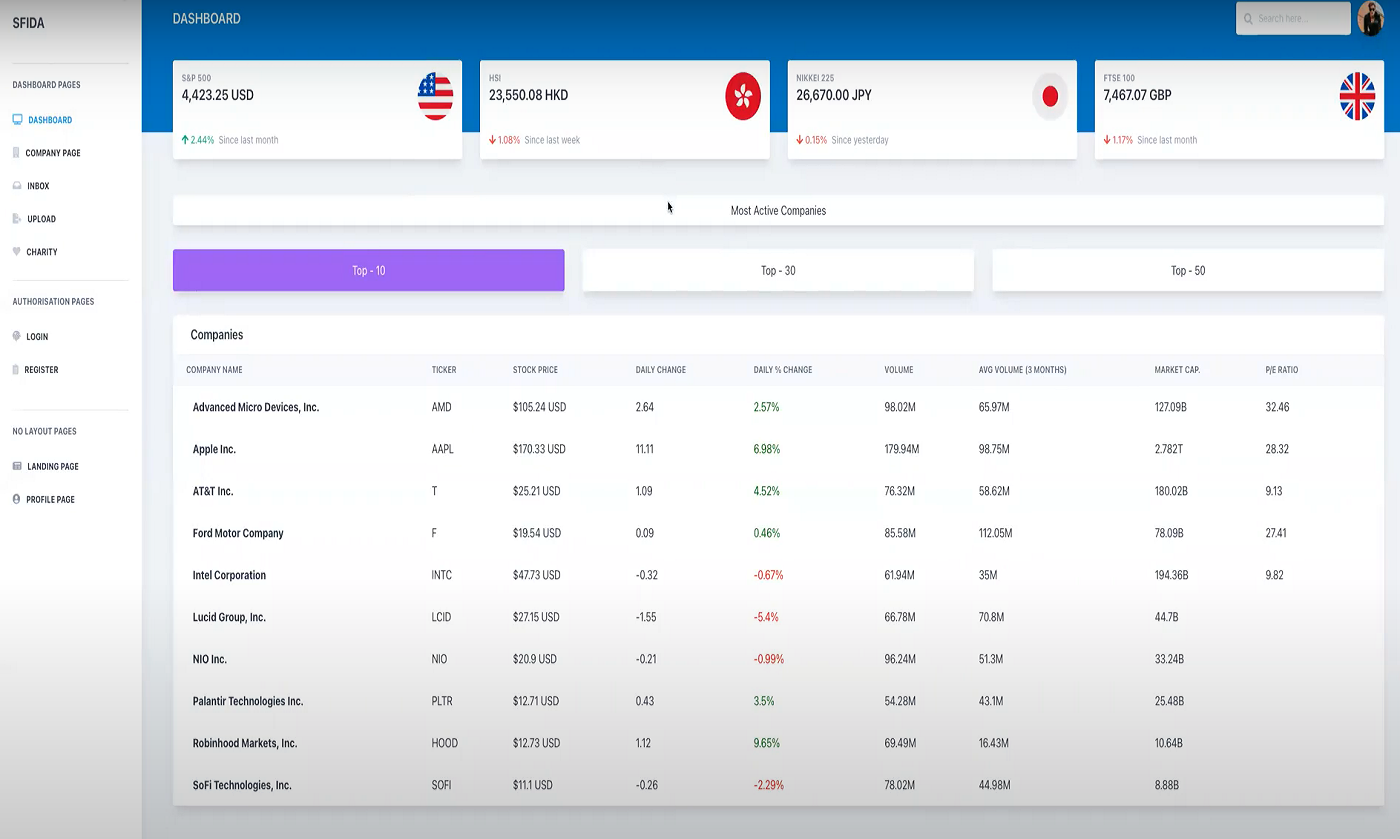 SFIDA
DASHBOARD
Search here...
DASHBOARD PAGES
DASHBOARD
COMPANY PAGE
INBOX
UPLOAD
CHARITY
AUTHORISATION PAGES
LOGIN
REGISTER
NO LAYOUT PAGES
LANDING PAGE
PROFILE PAGE
S&P 500
4,423.25 USD
2.44% Since last month
HSI
23,550.08 HKD
1.08% Since last week
NIKKEI 225
26,670.00 JPY
0.15% Since yesterday
FTSE 100
7,467.07 GBP
1.17% Since last month
Most Active Companies
Top - 10 Top - 30 Top - 50
Companies
COMPANY NAME TICKER STOCK PRICE DAILY CHANGE DAILY % CHANGE VOLUME AVG VOLUME (3 MONTHS) MARKET CAP. P/E RATIO
Advanced Micro Devices, Inc. AMD $105.24 USD 2.64 2.57% 98.02M 65.97M 127.09B 32.46
Apple Inc. AAPL $170.33 USD 11.11 6.98% 179.94M 98.75M 2.782T 28.32
AT&T Inc. T $25.21 USD 1.09 4.52% 76.32M 58.62M 180.02B 9.13
Ford Motor Company F $19.54 USD 0.09 0.46% 85.58M 112.05M 78.09B 27.41
Intel Corporation INTC $47.73 USD -0.32 -0.67% 61.94M 35M 194.36B 9.82
Lucid Group, Inc. LCID $27.15 USD -1.55 -5.4% 66.78M 70.8M 44.7B
NIO Inc. NIO $20.9 USD -0.21 -0.99% 96.24M 51.3M 33.24B
Palantir Technologies Inc. PLTR $12.71 USD 0.43 3.5% 54.28M 43.1M 25.48B
Robinhood Markets, Inc. HOOD $12.73 USD 1.12 9.65% 69.49M 16.43M 10.64B
SoFi Technologies, Inc. SOFI $11.1 USD -0.26 -2.29% 78.02M 44.98M 8.88B